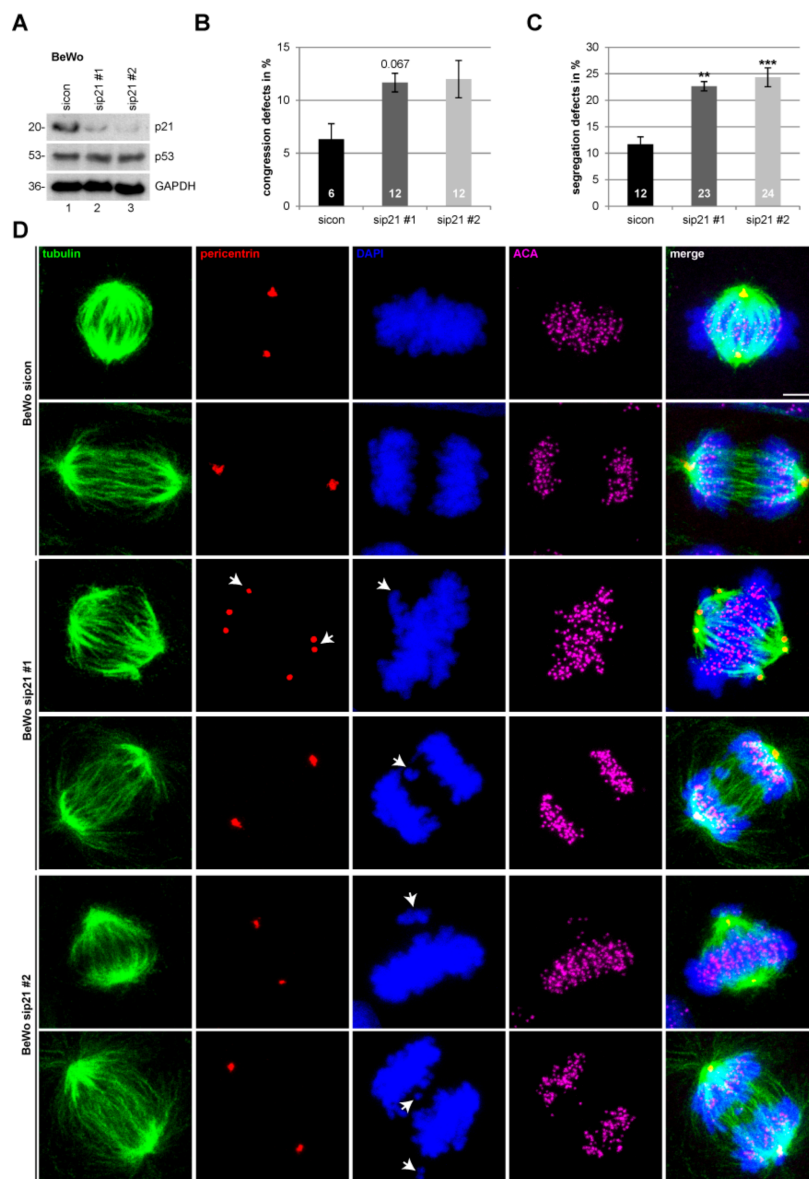 A
BeWo
sicon
sip21 #1
sip21 #2
20-
p21
53-
p53
36-
GAPDH
1 2 3
B
congression defects in %
15
10
5
0
0.067
6
12
12
sicon sip21 #1 sip21 #2
C
segregation defects in %
30
25
20
15
10
5
0
**
***
12
23
24
sicon sip21 #1 sip21 #2
D
tubulin pericentrin DAPI ACA merge
BeWo sicon
BeWo sip21 #1
BeWo sip21 #2